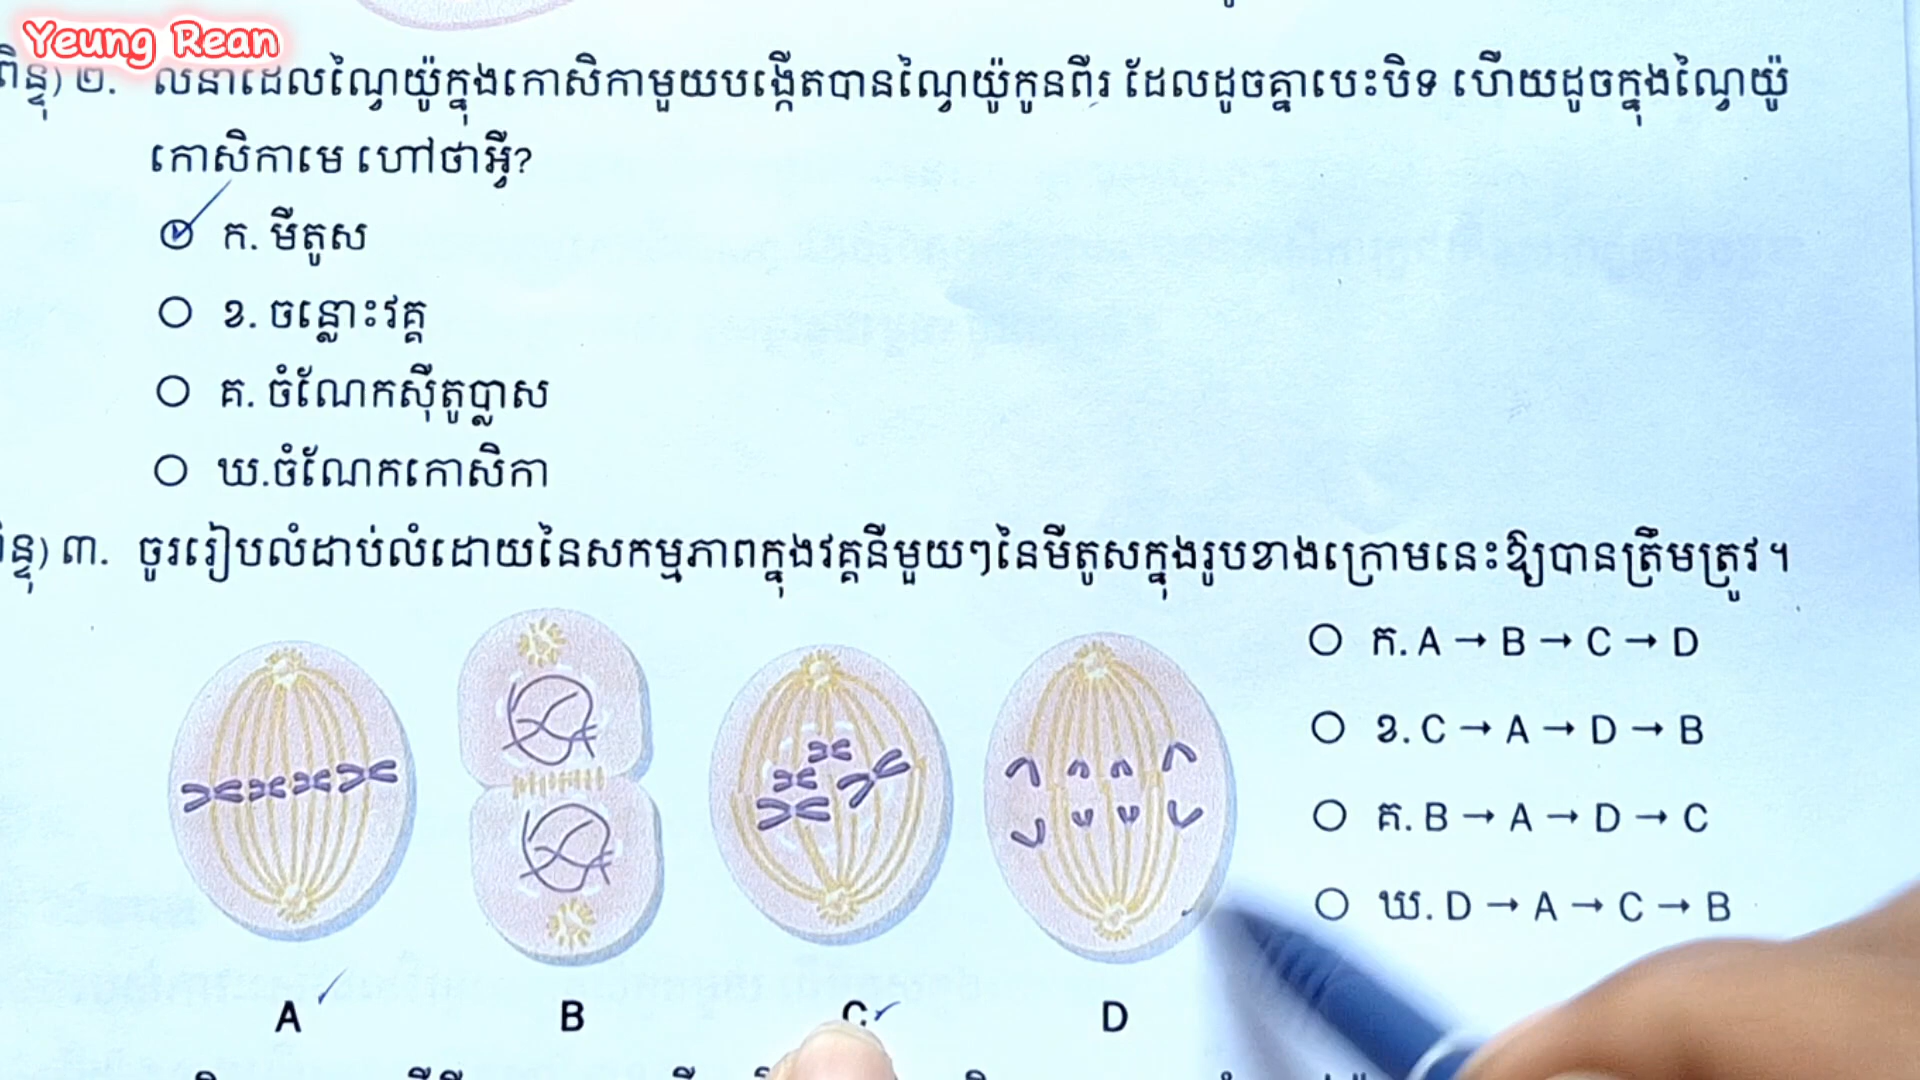 Yeung Rean
ពិន្ទុ) ២. លំនាំដែលណ្វៃយ៉ូក្នុងកោសិកាមួយបង្កើតបានណ្វៃយ៉ូកូនពីរ ដែលដូចគ្នាបេះបិទ ហើយដូចក្នុងណ្វៃយ៉ូ
កោសិកាមេ ហៅថាអ្វី?
ក. មីតូស
ខ. ចន្លោះវគ្គ
គ. ចំណែកស៊ីតូប្លាស
ឃ.ចំណែកកោសិកា
ពិន្ទុ) ៣. ចូររៀបលំដាប់លំដោយនៃសកម្មភាពក្នុងវគ្គនីមួយៗនៃមីតូសក្នុងរូបខាងក្រោមនេះឱ្យបានត្រឹមត្រូវ ។
ក. A → B → C → D
ខ. C → A → D → B
គ. B → A → D → C
ឃ. D → A → C → B
A B C D